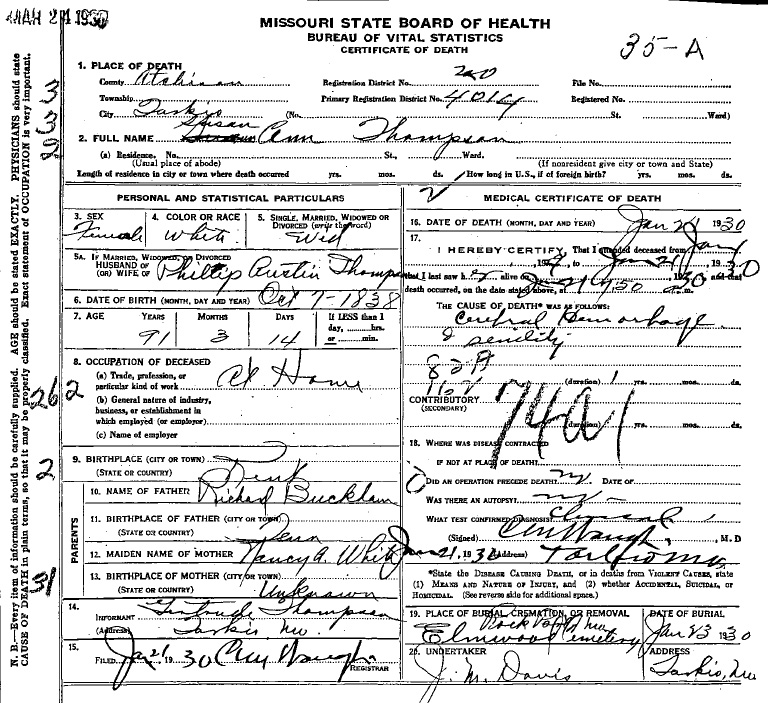 MAR 21 1930
MISSOURI STATE BOARD OF HEALTH
BUREAU OF VITAL STATISTICS
CERTIFICATE OF DEATH
35-A
1. PLACE OF DEATH
County Atchison Registration District No. 20 File No.
Township Primary Registration District No. 4014 Registered No.
City Tarkio (No. St. Ward)
2. FULL NAME Susan Ann Thompson
(a) Residence. No. St., Ward.
(Usual place of abode) (If nonresident give city or town and State)
Length of residence in city or town where death occurred yrs. mos. ds. How long in U.S., if of foreign birth? yrs. mos. ds.
PERSONAL AND STATISTICAL PARTICULARS
3. SEX Female
4. COLOR OR RACE White
5. SINGLE, MARRIED, WIDOWED OR DIVORCED (write the word) Wid
5A. IF MARRIED, WIDOWED, OR DIVORCED
HUSBAND OF
(OR) WIFE OF Phillip Austin Thompson
6. DATE OF BIRTH (MONTH, DAY AND YEAR) Oct 7-1838
7. AGE YEARS MONTHS DAYS If LESS than 1 day, hrs. or min.
91 3 14
8. OCCUPATION OF DECEASED
(a) Trade, profession, or
particular kind of work At Home
(b) General nature of industry,
business, or establishment in
which employed (or employer)
(c) Name of employer
9. BIRTHPLACE (CITY OR TOWN)
(STATE OR COUNTRY)
10. NAME OF FATHER Richard Buckham
11. BIRTHPLACE OF FATHER (CITY OR TOWN)
(STATE OR COUNTRY) Penn
12. MAIDEN NAME OF MOTHER Nancy A. White
13. BIRTHPLACE OF MOTHER (CITY OR TOWN)
(STATE OR COUNTRY) Unknown
PARENTS
14. INFORMANT Gertrude Thompson
(Address) Tarkio Mo.
15. FILED Jan 21 1930 REGISTRAR
MEDICAL CERTIFICATE OF DEATH
16. DATE OF DEATH (MONTH, DAY AND YEAR) Jan 21 1930
17. I HEREBY CERTIFY, That I attended deceased from Jan
, 19 , to Jan 21, 1930
that I last saw h alive on Jan 21, 1930 and that
death occurred, on the date stated above, at m.
THE CAUSE OF DEATH* WAS AS FOLLOWS:
Cerebral Hemorhage
& senility
82A
(duration) 1 yrs. mos. ds.
CONTRIBUTORY
(SECONDARY)
74a1
(duration) yrs. mos. ds.
18. WHERE WAS DISEASE CONTRACTED
IF NOT AT PLACE OF DEATH?
DID AN OPERATION PRECEDE DEATH? no DATE OF
WAS THERE AN AUTOPSY? no -
WHAT TEST CONFIRMED DIAGNOSIS? Clinical
(Signed) , M. D
Jan 21, 1930 (Address) Tarkio Mo.
*State the DISEASE CAUSING DEATH, or in deaths from VIOLENT CAUSES, state
(1) MEANS AND NATURE OF INJURY, and (2) whether ACCIDENTAL, SUICIDAL, or
HOMICIDAL. (See reverse side for additional space.)
19. PLACE OF BURIAL, CREMATION, OR REMOVAL DATE OF BURIAL
Rock Port Mo
Elmwood Cemetery Jan 23 1930
20. UNDERTAKER ADDRESS
J. M. Davis Tarkio, Mo
N. B.—Every item of information should be carefully supplied. AGE should be stated EXACTLY. PHYSICIANS should state
CAUSE OF DEATH in plain terms, so that it may be properly classified. Exact statement of OCCUPATION is very important.
262
2
31